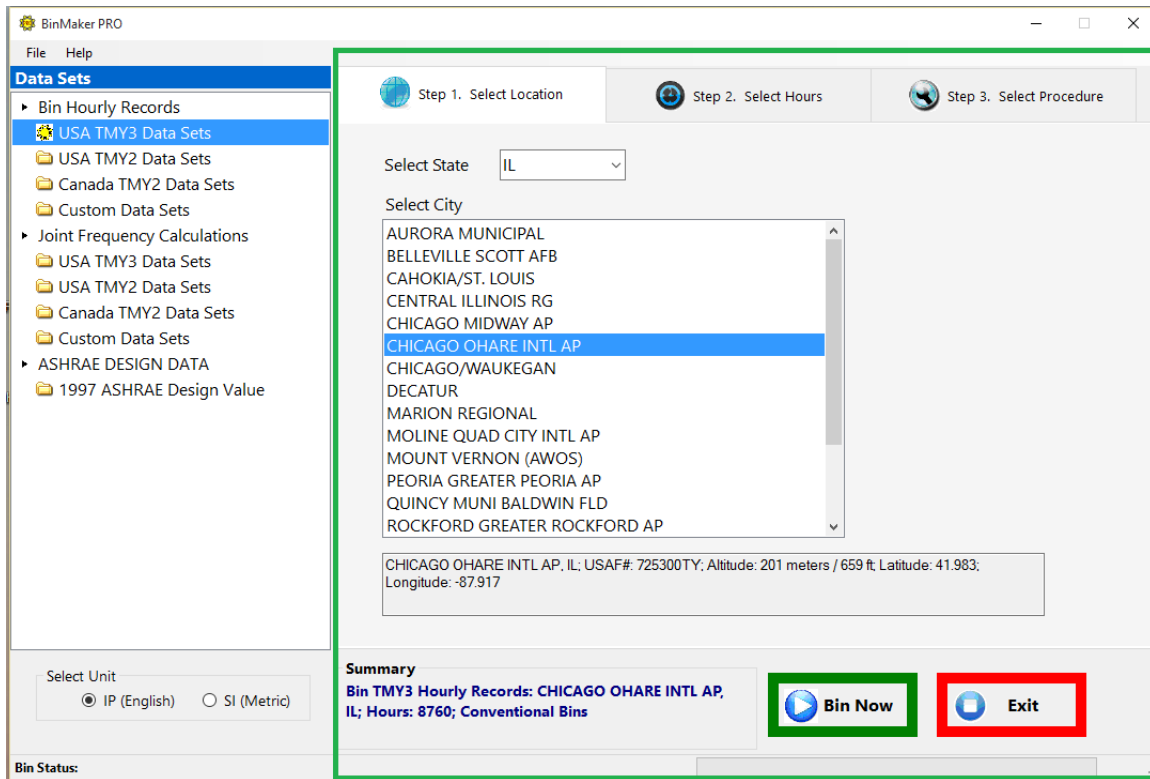 BinMaker PRO
File Help
Data Sets
Bin Hourly Records
USA TMY3 Data Sets
USA TMY2 Data Sets
Canada TMY2 Data Sets
Custom Data Sets
Joint Frequency Calculations
USA TMY3 Data Sets
USA TMY2 Data Sets
Canada TMY2 Data Sets
Custom Data Sets
ASHRAE DESIGN DATA
1997 ASHRAE Design Value
Select Unit
IP (English) SI (Metric)
Bin Status:
Step 1. Select Location Step 2. Select Hours Step 3. Select Procedure
Select State IL
Select City
AURORA MUNICIPAL
BELLEVILLE SCOTT AFB
CAHOKIA/ST. LOUIS
CENTRAL ILLINOIS RG
CHICAGO MIDWAY AP
CHICAGO OHARE INTL AP
CHICAGO/WAUKEGAN
DECATUR
MARION REGIONAL
MOLINE QUAD CITY INTL AP
MOUNT VERNON (AWOS)
PEORIA GREATER PEORIA AP
QUINCY MUNI BALDWIN FLD
ROCKFORD GREATER ROCKFORD AP
CHICAGO OHARE INTL AP, IL; USAF#: 725300TY; Altitude: 201 meters / 659 ft; Latitude: 41.983;
Longitude: -87.917
Summary
Bin TMY3 Hourly Records: CHICAGO OHARE INTL AP,
IL; Hours: 8760; Conventional Bins
Bin Now Exit